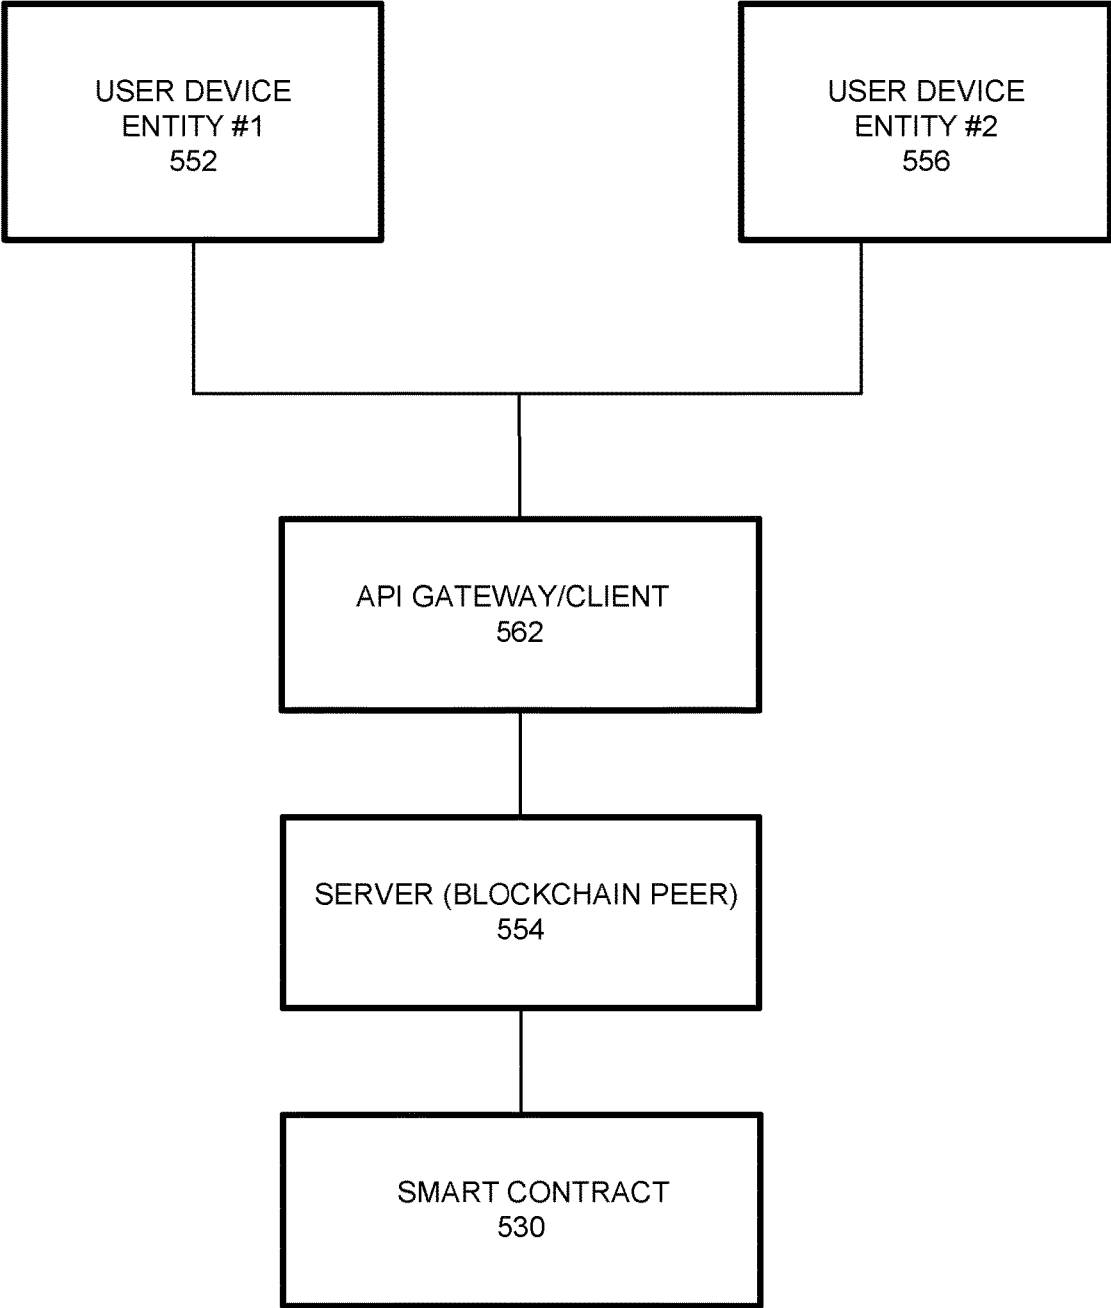 USER DEVICE
ENTITY #1
552
USER DEVICE
ENTITY #2
556
API GATEWAY/CLIENT
562
SERVER (BLOCKCHAIN PEER)
554
SMART CONTRACT
530